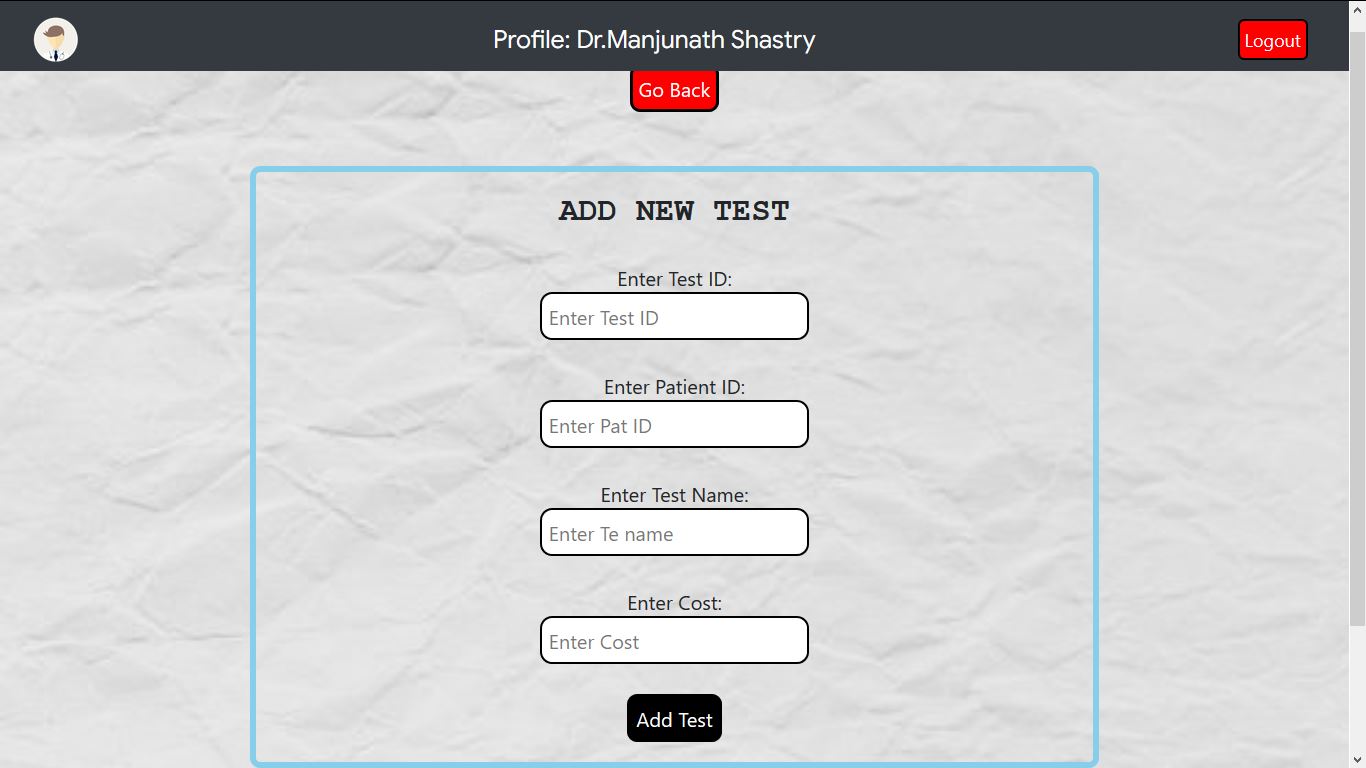 Profile: Dr.Manjunath Shastry
Logout
Go Back
ADD NEW TEST
Enter Test ID:
Enter Test ID
Enter Patient ID:
Enter Pat ID
Enter Test Name:
Enter Te name
Enter Cost:
Enter Cost
Add Test